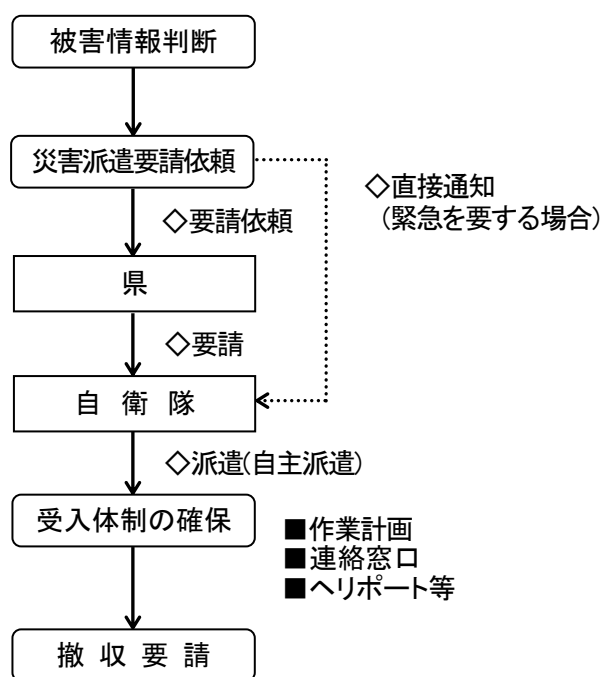 被害情報判断
災害派遣要請依頼
◇直接通知
(緊急を要する場合)
◇要請依頼
県
◇要請
自 衛 隊
◇派遣(自主派遣)
受入体制の確保
■作業計画
■連絡窓口
■ヘリポート等
撤 収 要 請